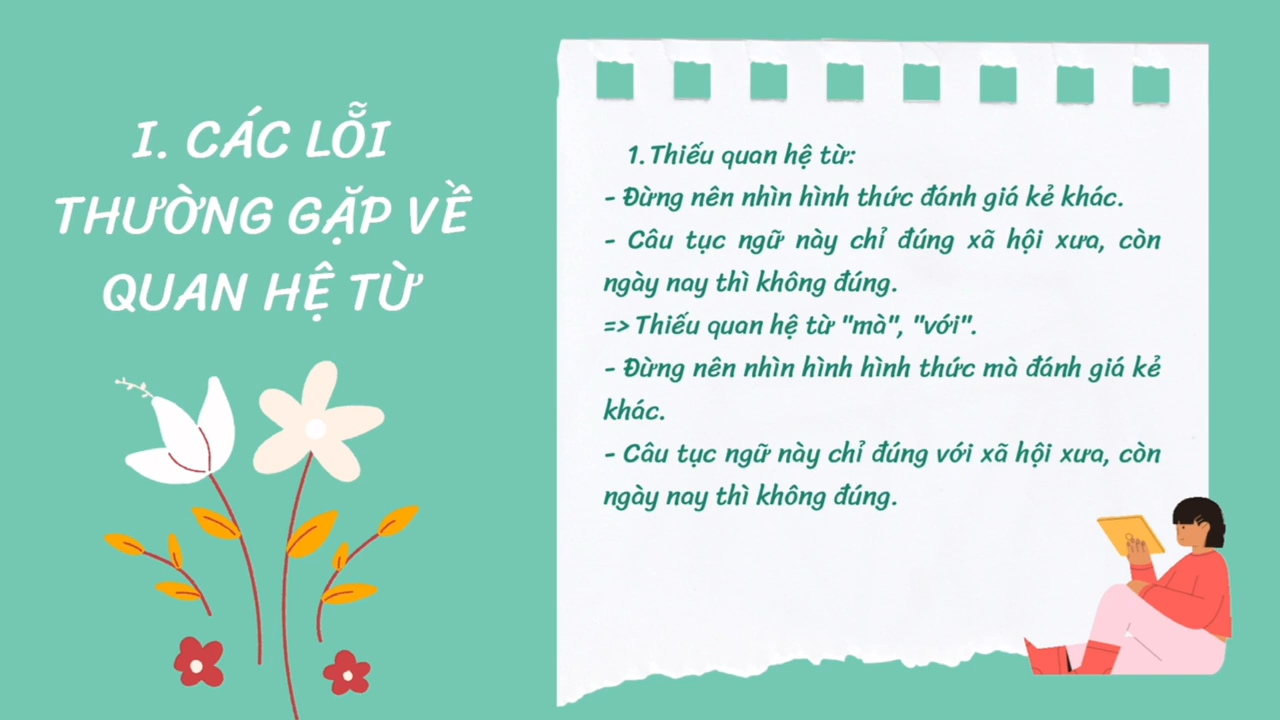 I. CÁC LỖI
THƯỜNG GẶP VỀ
QUAN HỆ TỪ
1. Thiếu quan hệ từ:
- Đừng nên nhìn hình thức đánh giá kẻ khác.
- Câu tục ngữ này chỉ đúng xã hội xưa, còn
ngày nay thì không đúng.
=> Thiếu quan hệ từ "mà", "với".
- Đừng nên nhìn hình hình thức mà đánh giá kẻ
khác.
- Câu tục ngữ này chỉ đúng với xã hội xưa, còn
ngày nay thì không đúng.